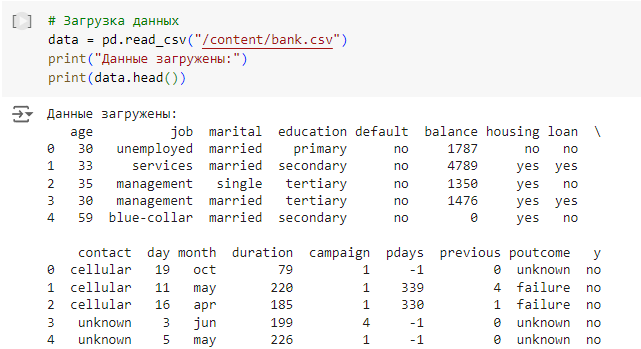 # Загрузка данных
data = pd.read_csv("/content/bank.csv")
print("Данные загружены:")
print(data.head())
Данные загружены:
   age          job  marital  education default  balance housing loan  \
0   30   unemployed  married    primary      no     1787      no   no
1   33     services  married  secondary      no     4789     yes  yes
2   35   management   single   tertiary      no     1350     yes   no
3   30   management  married   tertiary      no     1476     yes  yes
4   59  blue-collar  married  secondary      no        0     yes   no
    contact  day month  duration  campaign  pdays  previous poutcome   y
0  cellular   19   oct        79         1     -1         0  unknown  no
1  cellular   11   may       220         1    339         4  failure  no
2  cellular   16   apr       185         1    330         1  failure  no
3   unknown    3   jun       199         4     -1         0  unknown  no
4   unknown    5   may       226         1     -1         0  unknown  no